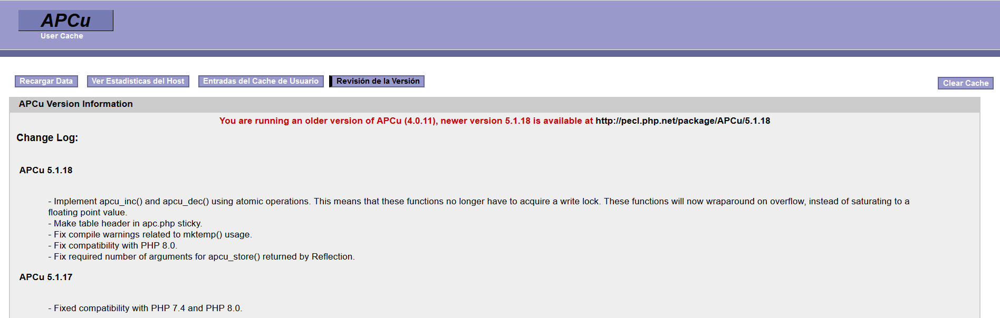 APCu
User Cache
Recargar Data
Ver Estadisticas del Host
Entradas del Cache de Usuario
Revisión de la Versión
Clear Cache
APCu Version Information
You are running an older version of APCu (4.0.11), newer version 5.1.18 is available at http://pecl.php.net/package/APCu/5.1.18
Change Log:
APCu 5.1.18
- Implement apcu_inc() and apcu_dec() using atomic operations. This means that these functions no longer have to acquire a write lock. These functions will now wraparound on overflow, instead of saturating to a
floating point value.
- Make table header in apc.php sticky.
- Fix compile warnings related to mktemp() usage.
- Fix compatibility with PHP 8.0.
- Fix required number of arguments for apcu_store() returned by Reflection.
APCu 5.1.17
- Fixed compatibility with PHP 7.4 and PHP 8.0.